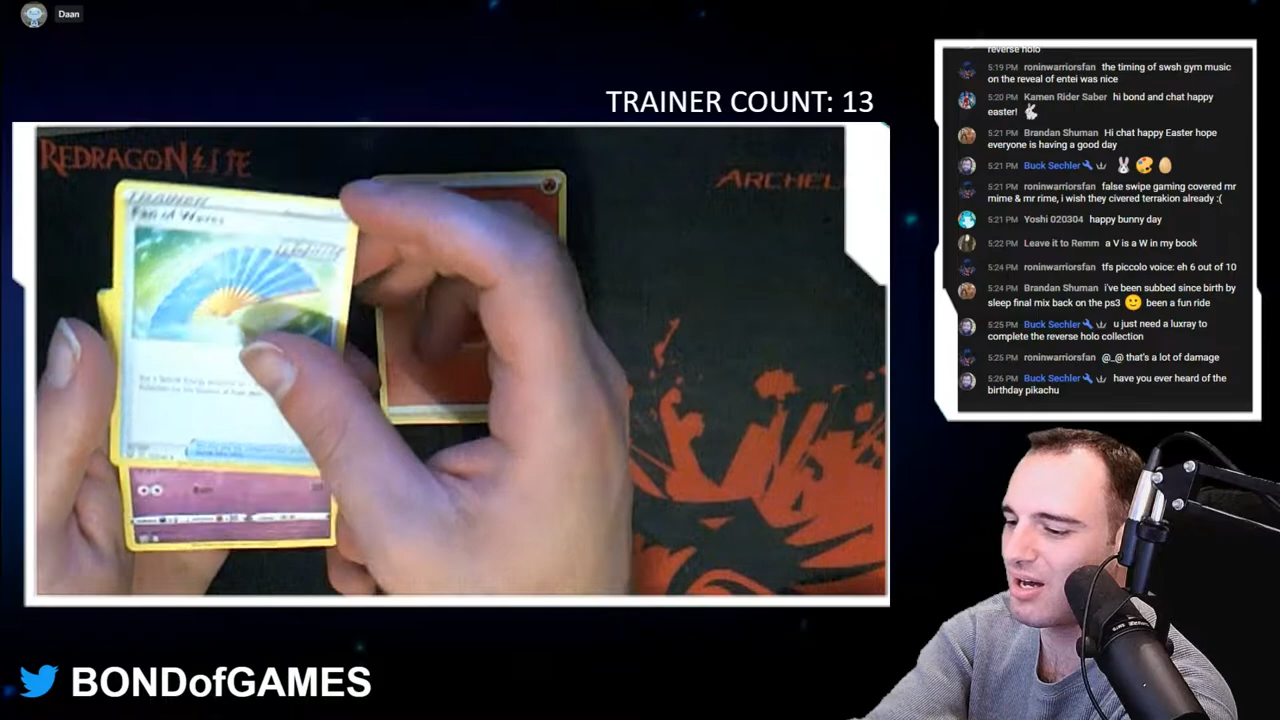 Daan
TRAINER COUNT: 13
REDRAGON
ARCHE
TRAINER
Fan of Waves
reverse holo
5:19 PM roninwarriorsfan the timing of swsh gym music
on the reveal of entei was nice
5:20 PM Kamen Rider Saber hi bond and chat happy
easter!
5:21 PM Brandan Shuman Hi chat happy Easter hope
everyone is having a good day
5:21 PM Buck Sechler
5:21 PM roninwarriorsfan false swipe gaming covered mr
mime & mr rime, i wish they civered terrakion already :(
5:21 PM Yoshi 020304 happy bunny day
5:22 PM Leave it to Remm a V is a W in my book
5:24 PM roninwarriorsfan tfs piccolo voice: eh 6 out of 10
5:24 PM Brandan Shuman i've been subbed since birth by
sleep final mix back on the ps3 been a fun ride
5:25 PM Buck Sechler u just need a luxray to
complete the reverse holo collection
5:25 PM roninwarriorsfan @_@ that's a lot of damage
5:26 PM Buck Sechler have you ever heard of the
birthday pikachu
BONDofGAMES